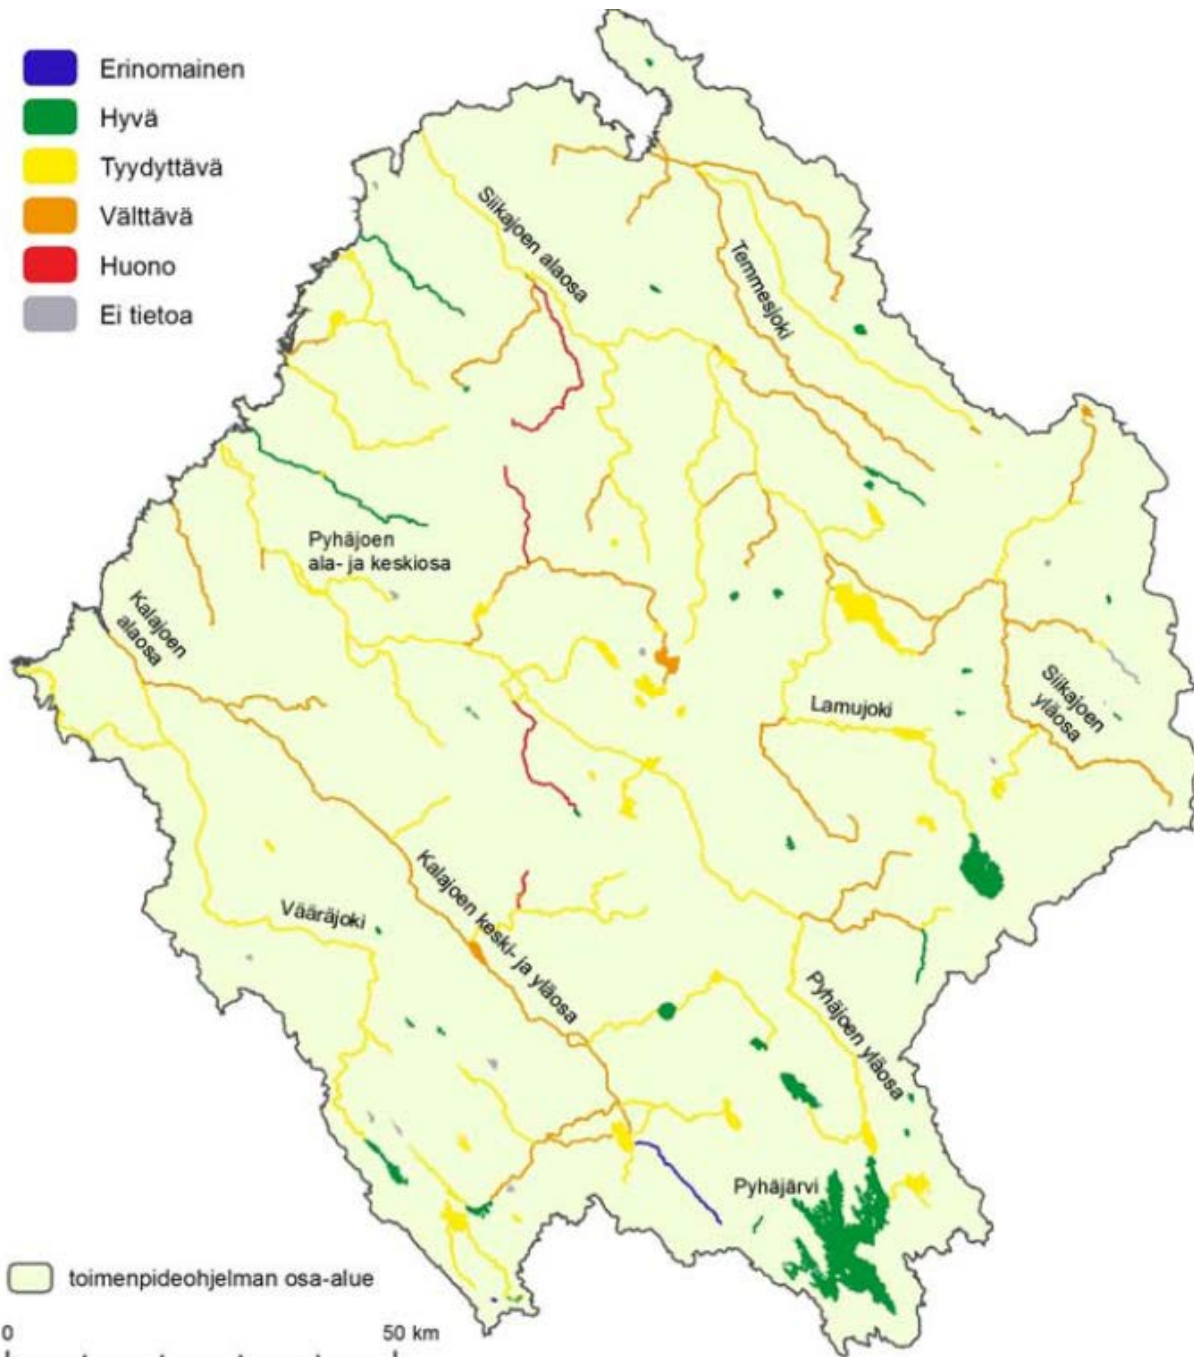 Erinomainen
Hyvä
Tyydyttävä
Välttävä
Huono
Ei tietoa
Siikajoen alaosa
Temmesjoki
Pyhäjoen
ala- ja keskiosa
Kalajoen
alaosa
Siikajoen
yläosa
Lamujoki
Kalajoen keski- ja yläosa
Vääräjoki
Pyhäjoen yläosa
Pyhäjärvi
toimenpideohjelman osa-alue
0 50 km